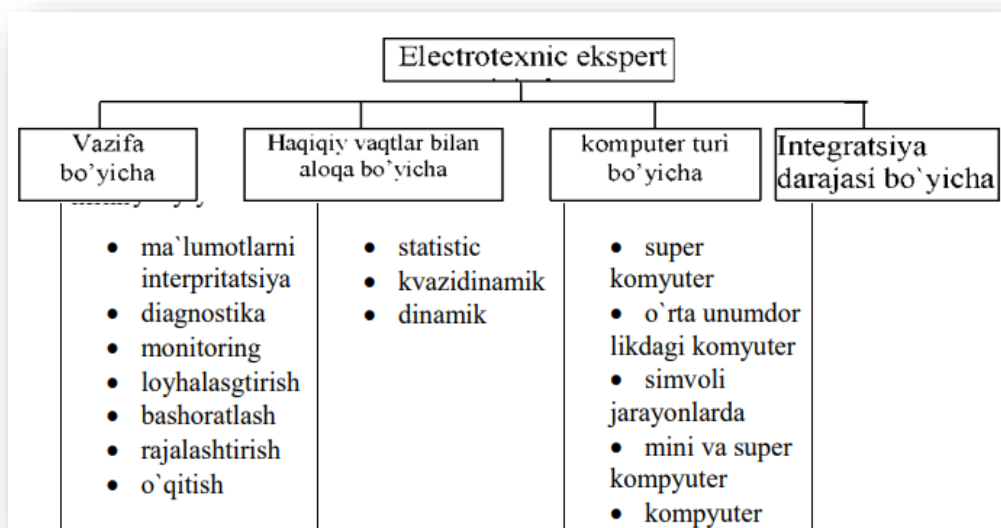 Electrotexnic ekspert
Vazifa
bo’yicha
Haqiqiy vaqtlar bilan
aloqa bo’yicha
komputer turi
bo’yicha
Integratsiya
darajasi bo`yicha
• ma`lumotlarni
interpritatsiya
• diagnostika
• monitoring
• loyhalasgtirish
• bashoratlash
• rajalashtirish
• o`qitish
• statistic
• kvazidinamik
• dinamik
• super
komyuter
• o`rta unumdor
likdagi komyuter
• simvoli
jarayonlarda
• mini va super
kompyuter
• kompyuter